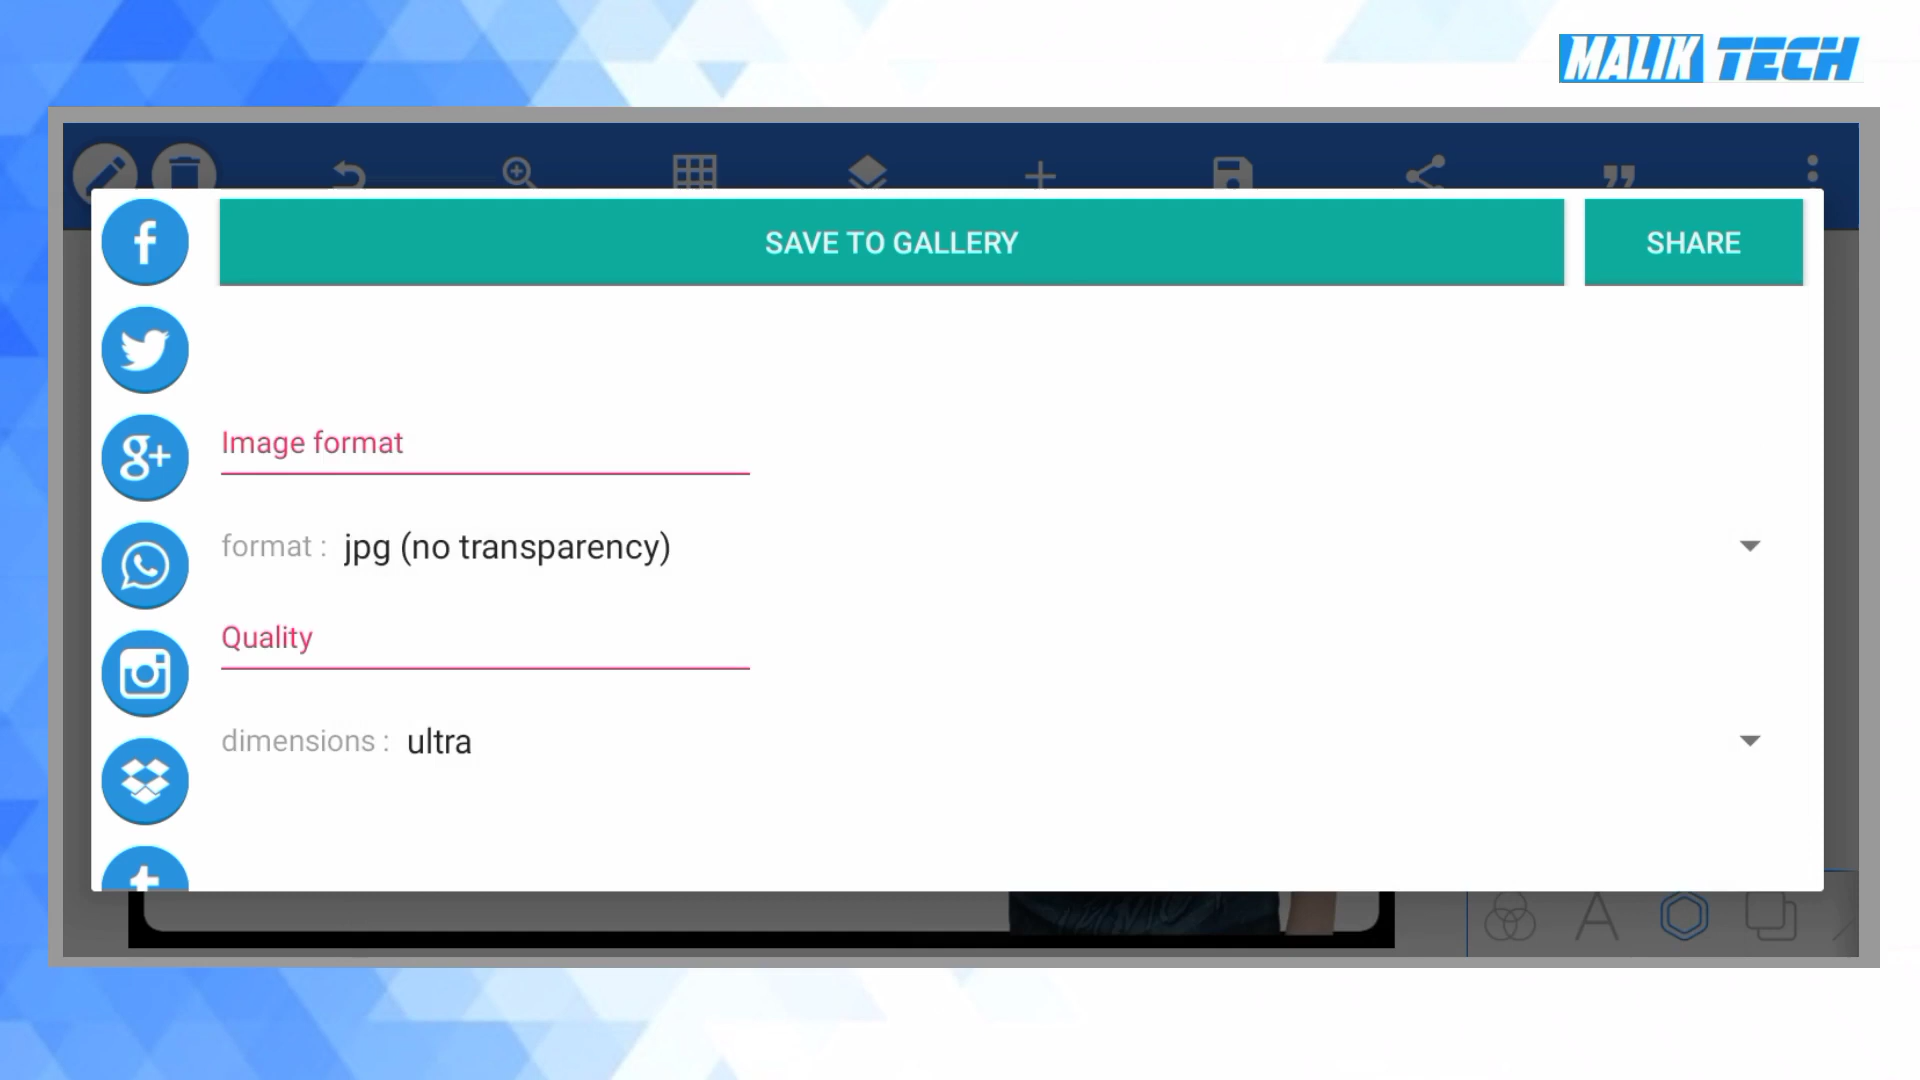 MALIK TECH
SAVE TO GALLERY
SHARE
Image format
format : jpg (no transparency)
Quality
dimensions : ultra